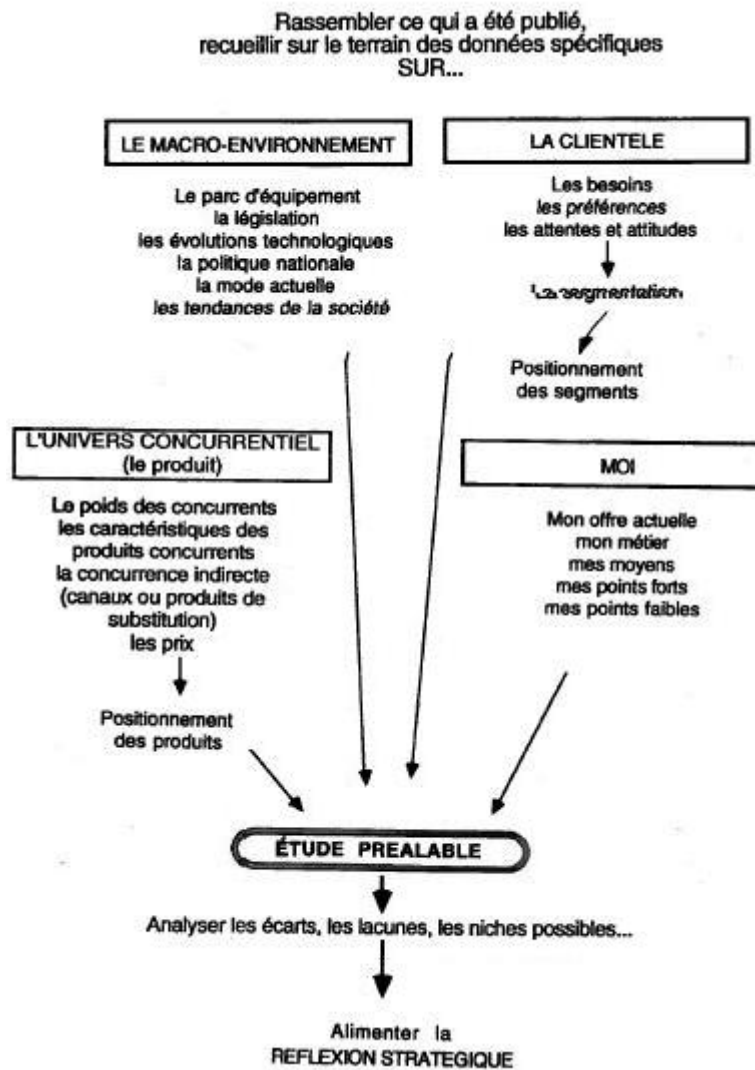 Rassembler ce qui a été publié,
recueillir sur le terrain des données spécifiques
SUR...
LE MACRO-ENVIRONNEMENT
Le parc d'équipement
la législation
les évolutions technologiques
la politique nationale
la mode actuelle
les tendances de la société
LA CLIENTELE
Les besoins
les préférences
les attentes et attitudes
segmentation
Positionnement
des segments
L'UNIVERS CONCURRENTIEL
(le produit)
Le poids des concurrents
les caractéristiques des
produits concurrents
la concurrence indirecte
(canaux ou produits de
substitution)
les prix
Positionnement
des produits
MOI
Mon offre actuelle
mon métier
mes moyens
mes points forts
mes points faibles
ÉTUDE PREALABLE
Analyser les écarts, les lacunes, les niches possibles...
Alimenter la
REFLEXION STRATEGIQUE